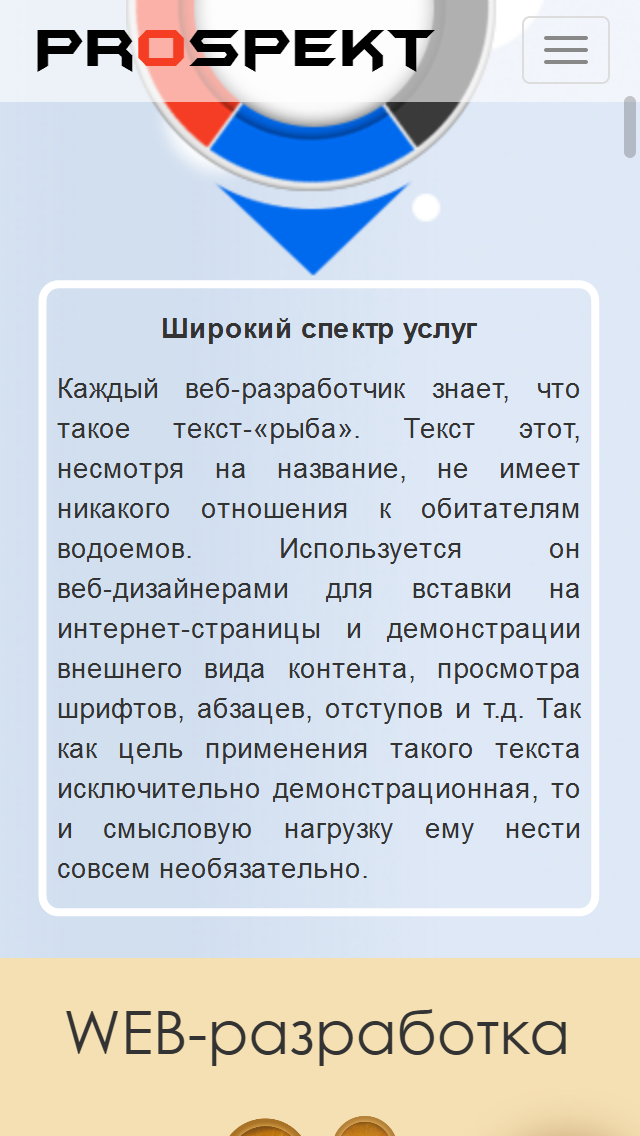 PROSPEKT
Широкий спектр услуг
Каждый веб-разработчик знает, что
такое текст-«рыба». Текст этот,
несмотря на название, не имеет
никакого отношения к обитателям
водоемов. Используется он
веб-дизайнерами для вставки на
интернет-страницы и демонстрации
внешнего вида контента, просмотра
шрифтов, абзацев, отступов и т.д. Так
как цель применения такого текста
исключительно демонстрационная, то
и смысловую нагрузку ему нести
совсем необязательно.
WEB-разработка